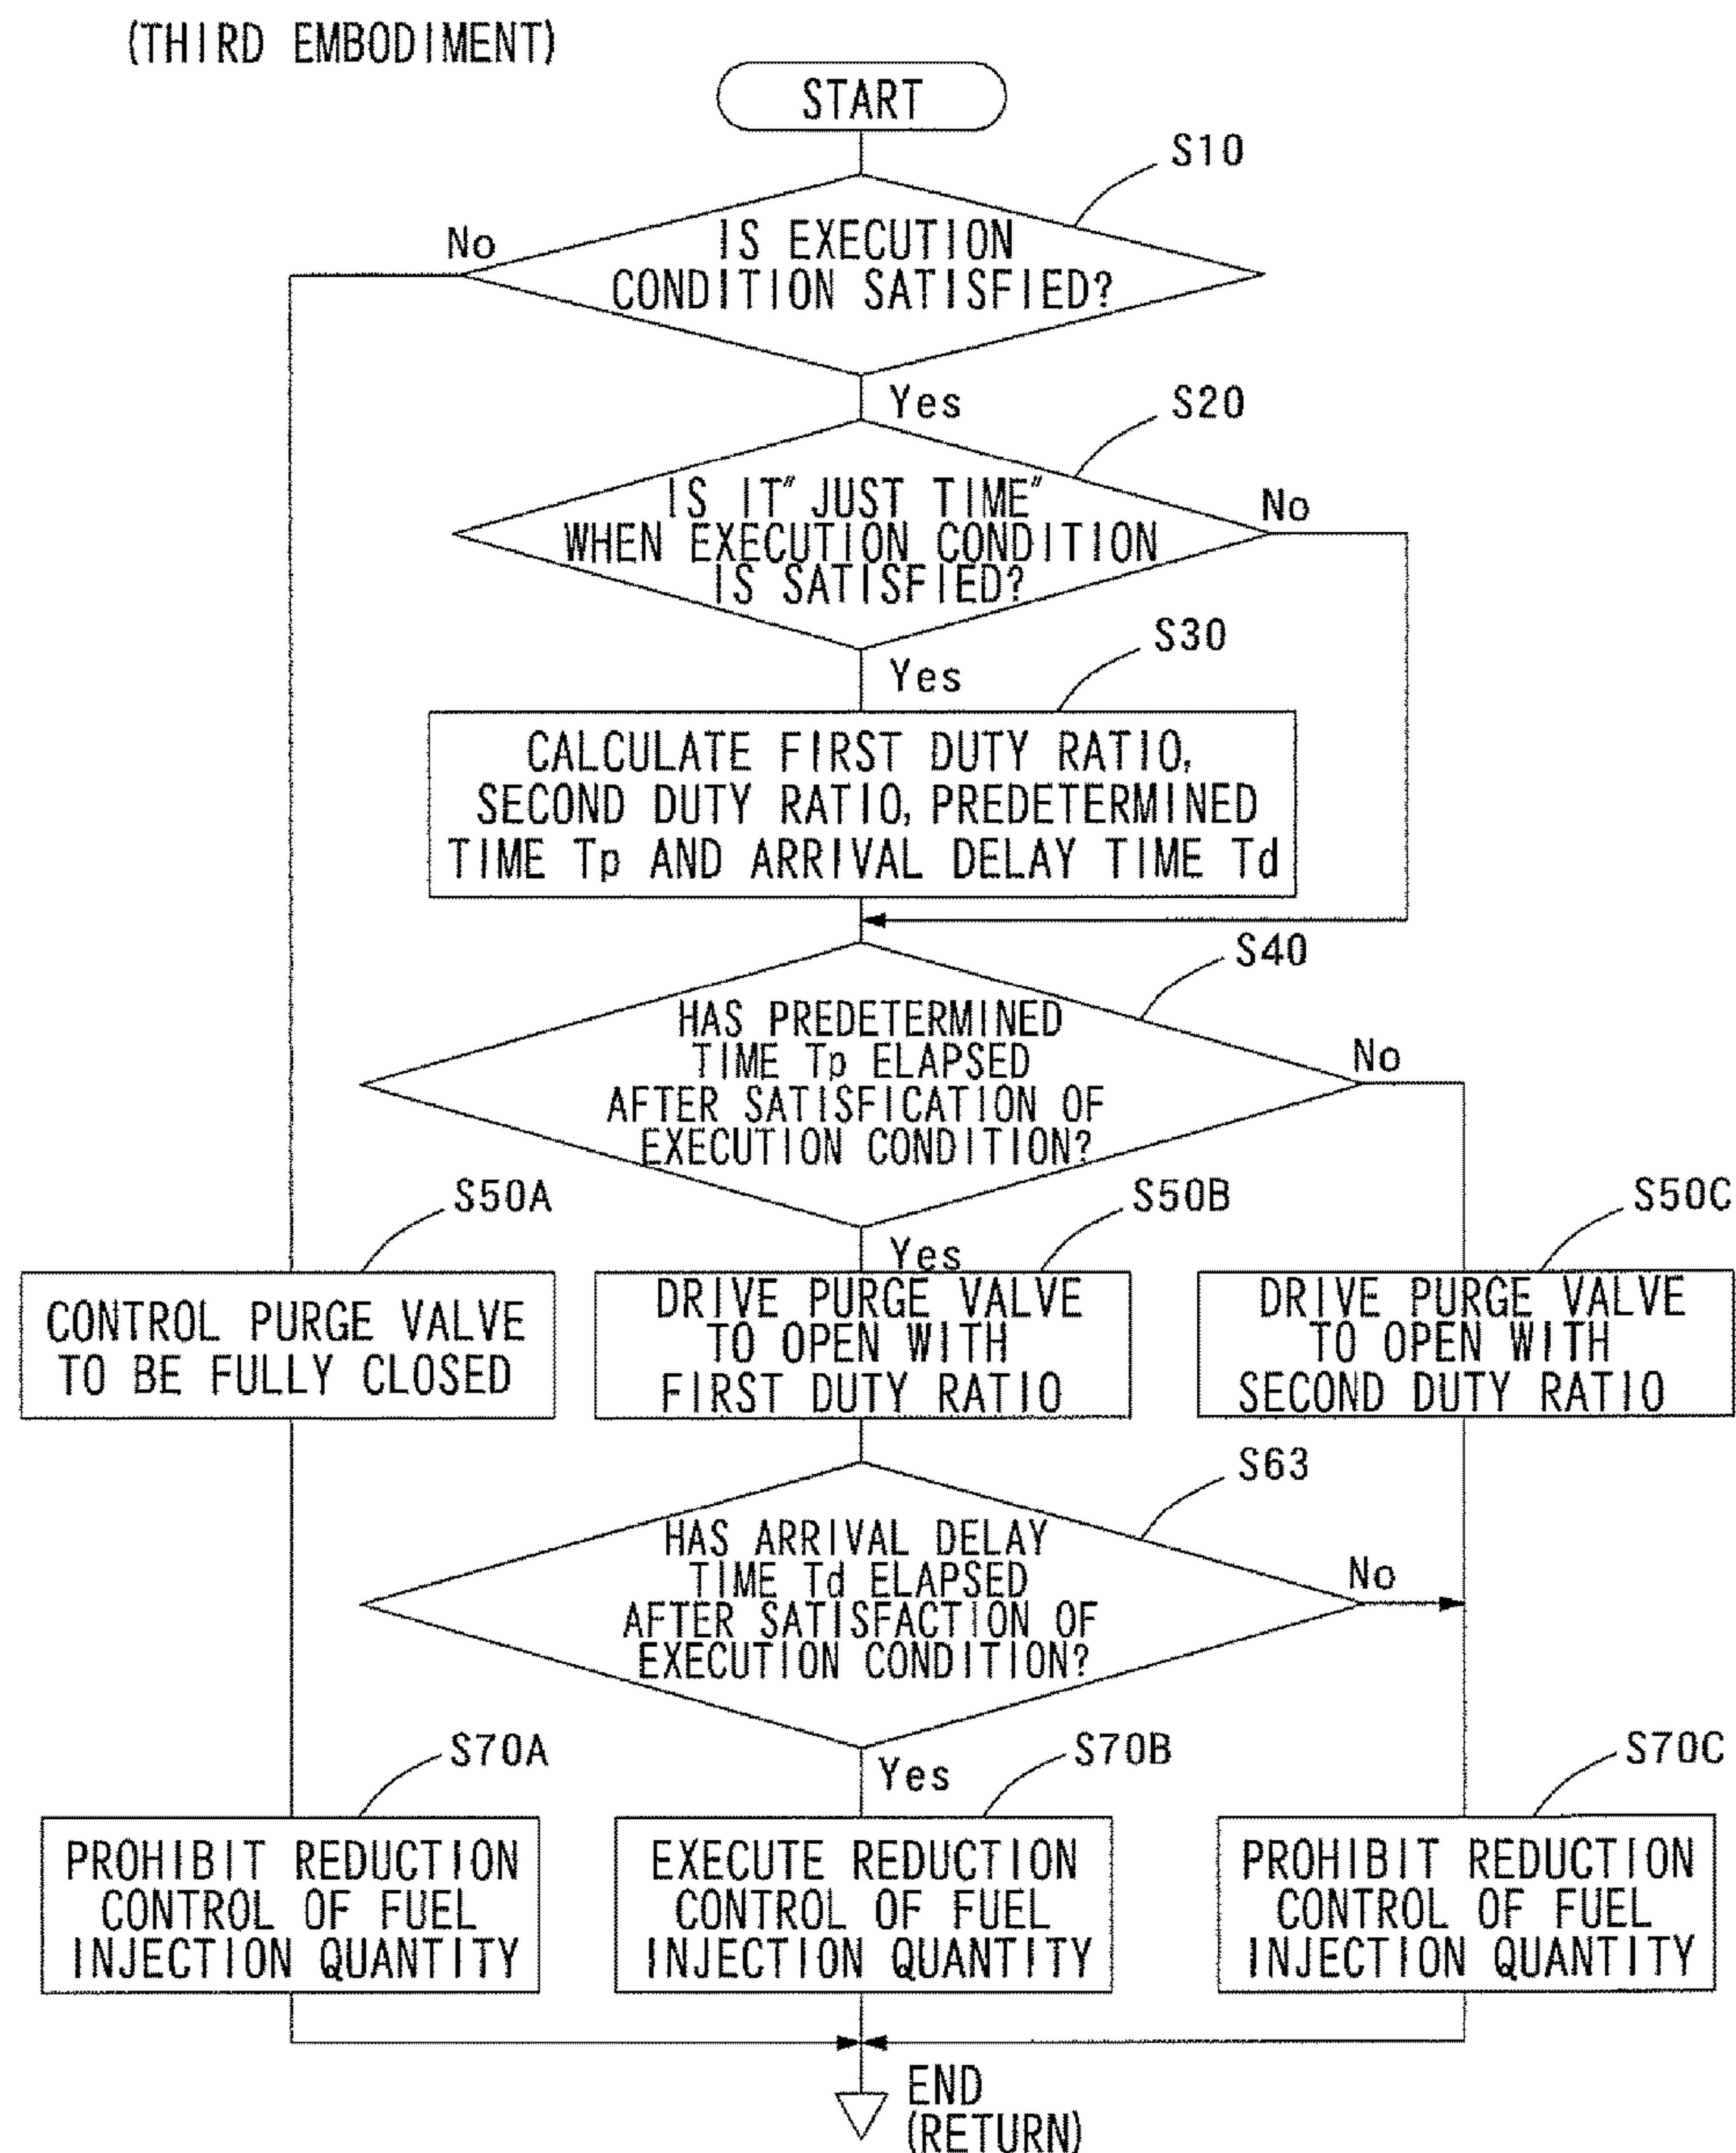 (THIRD EMBODIMENT)
START
S10
No
IS EXECUTION
CONDITION SATISFIED?
Yes
S20
IS IT"JUST TIME"
WHEN EXECUTION CONDITION
IS SATISFIED?
No
Yes
S30
CALCULATE FIRST DUTY RATIO,
SECOND DUTY RATIO, PREDETERMINED
TIME Tp AND ARRIVAL DELAY TIME Td
S40
HAS PREDETERMINED
TIME Tp ELAPSED
AFTER SATISFICATION OF
EXECUTION CONDITION?
No
Yes
S50A
CONTROL PURGE VALVE
TO BE FULLY CLOSED
S50B
DRIVE PURGE VALVE
TO OPEN WITH
FIRST DUTY RATIO
S50C
DRIVE PURGE VALVE
TO OPEN WITH
SECOND DUTY RATIO
S63
HAS ARRIVAL DELAY
TIME Td ELAPSED
AFTER SATISFACTION OF
EXECUTION CONDITION?
No
Yes
S70A
PROHIBIT REDUCTION
CONTROL OF FUEL
INJECTION QUANTITY
S70B
EXECUTE REDUCTION
CONTROL OF FUEL
INJECTION QUANTITY
S70C
PROHIBIT REDUCTION
CONTROL OF FUEL
INJECTION QUANTITY
END
(RETURN)